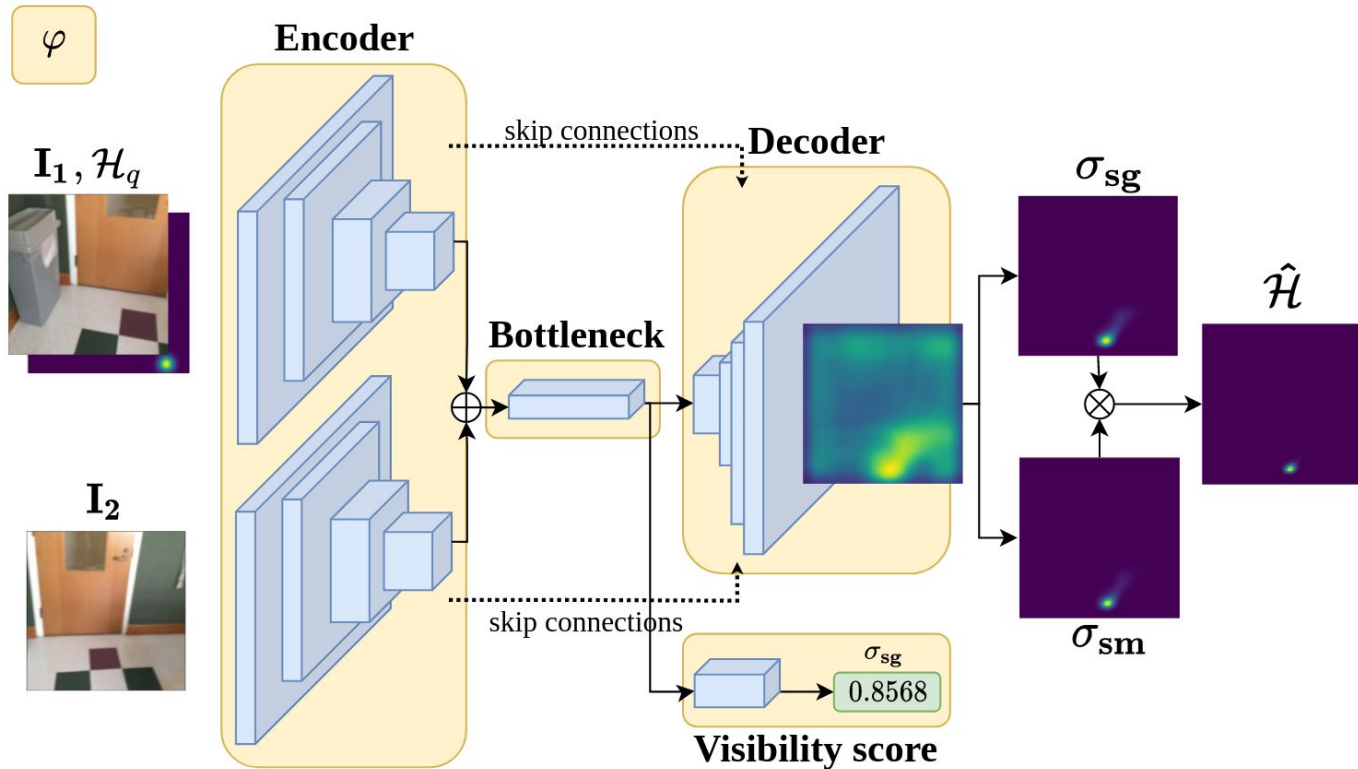 φ
Encoder
skip connections
Decoder
I₁, ℋ_q
σ_sg
Ĥ
Bottleneck
I₂
skip connections
σ_sm
σ_sg
0.8568
Visibility score